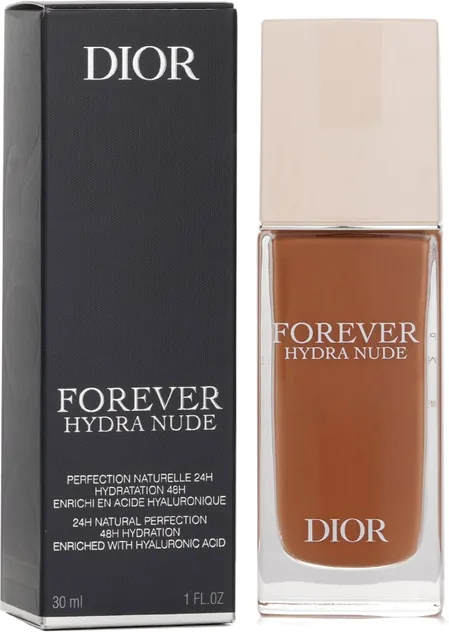 DIOR
FOREVER
HYDRA NUDE
PERFECTION NATURELLE 24H
HYDRATATION 48H
ENRICHI EN ACIDE HYALURONIQUE
24H NATURAL PERFECTION
48H HYDRATION
ENRICHED WITH HYALURONIC ACID
30 ml 1 FL.OZ
FOREVER
HYDRA NUDE
DIOR